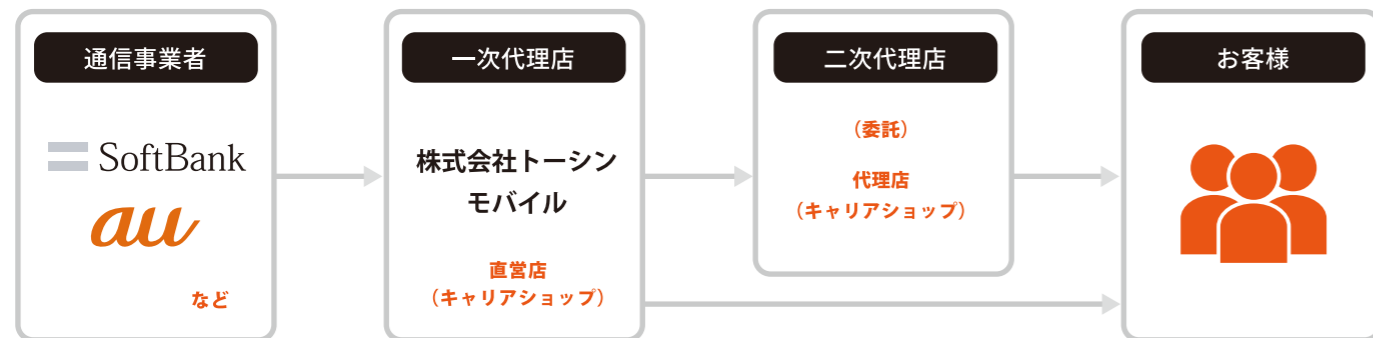 通信事業者
SoftBank
au
など
一次代理店
株式会社トーシン
モバイル
直営店
（キャリアショップ）
二次代理店
（委託）
代理店
（キャリアショップ）
お客様